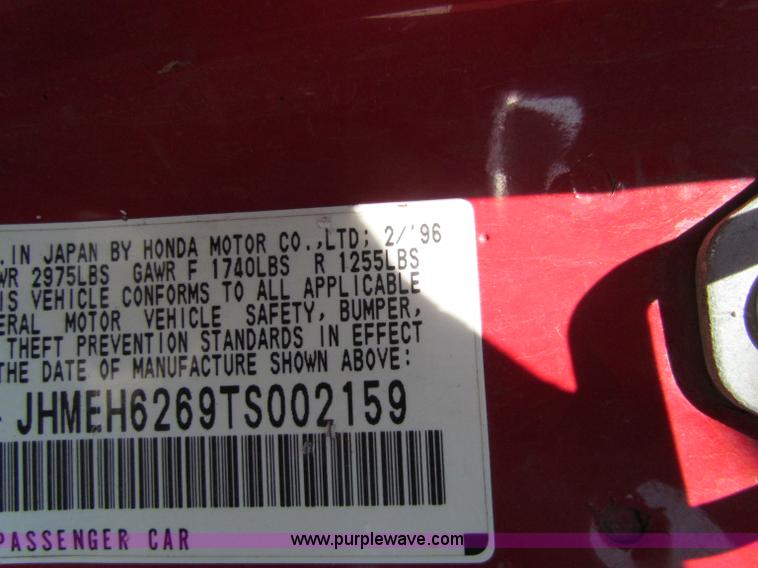 .IN JAPAN BY HONDA MOTOR CO.,LTD; 2/'96
WR 2975LBS GAWR F 1740LBS R 1255LBS
IS VEHICLE CONFORMS TO ALL APPLICABLE
ERAL MOTOR VEHICLE SAFETY, BUMPER,
THEFT PREVENTION STANDARDS IN EFFECT
THE DATE OF MANUFACTURE SHOWN ABOVE:
JHMEH6269TS002159
PASSENGER CAR
www.purplewave.com